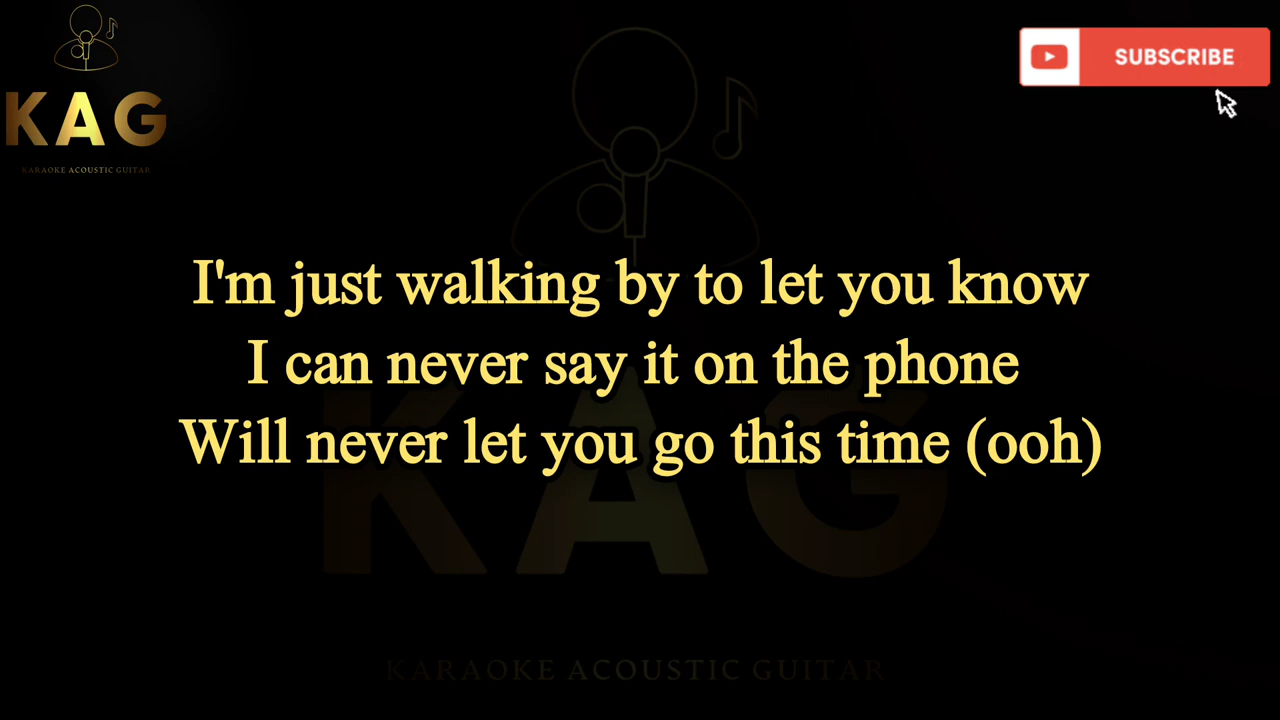 KAG
KARAOKE ACOUSTIC GUITAR
SUBSCRIBE
I'm just walking by to let you know
I can never say it on the phone
Will never let you go this time (ooh)
KAG
KARAOKE ACOUSTIC GUITAR